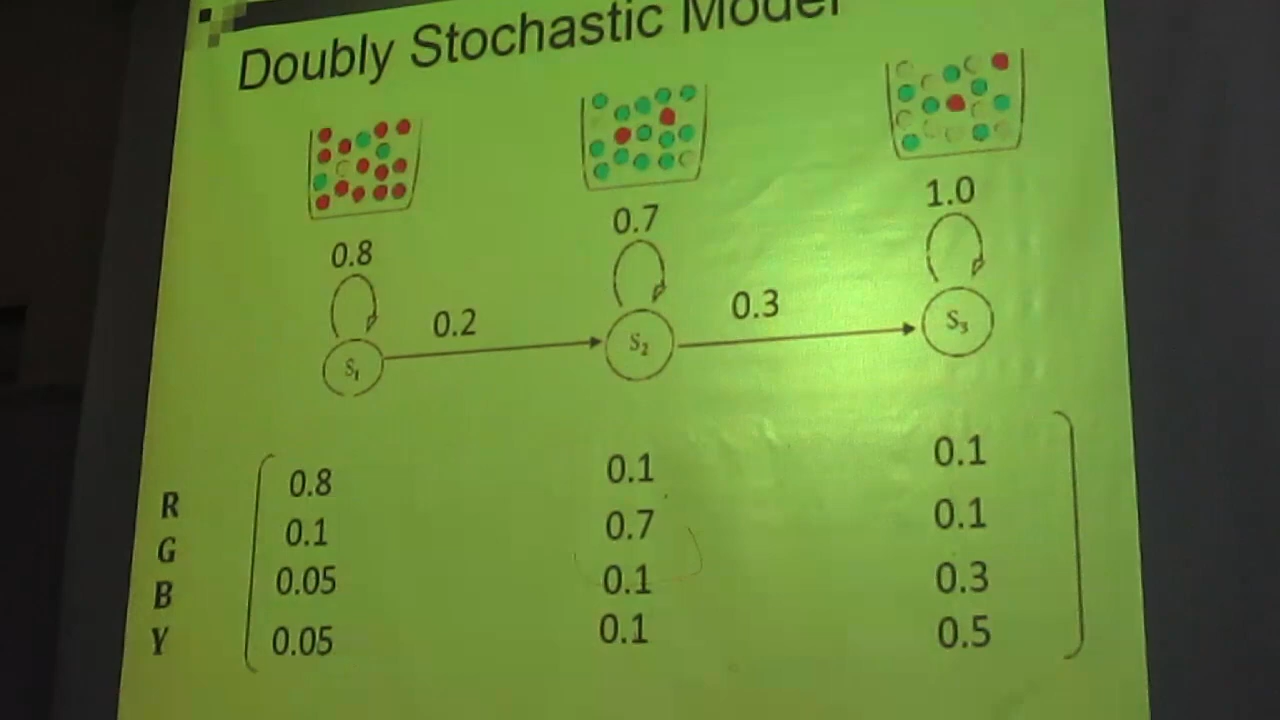 Doubly Stochastic Model
0.8 0.7 1.0
0.2 0.3
S₁ S₂ S₃
R 0.8 0.1 0.1
G 0.1 0.7 0.1
B 0.05 0.1 0.3
Y 0.05 0.1 0.5